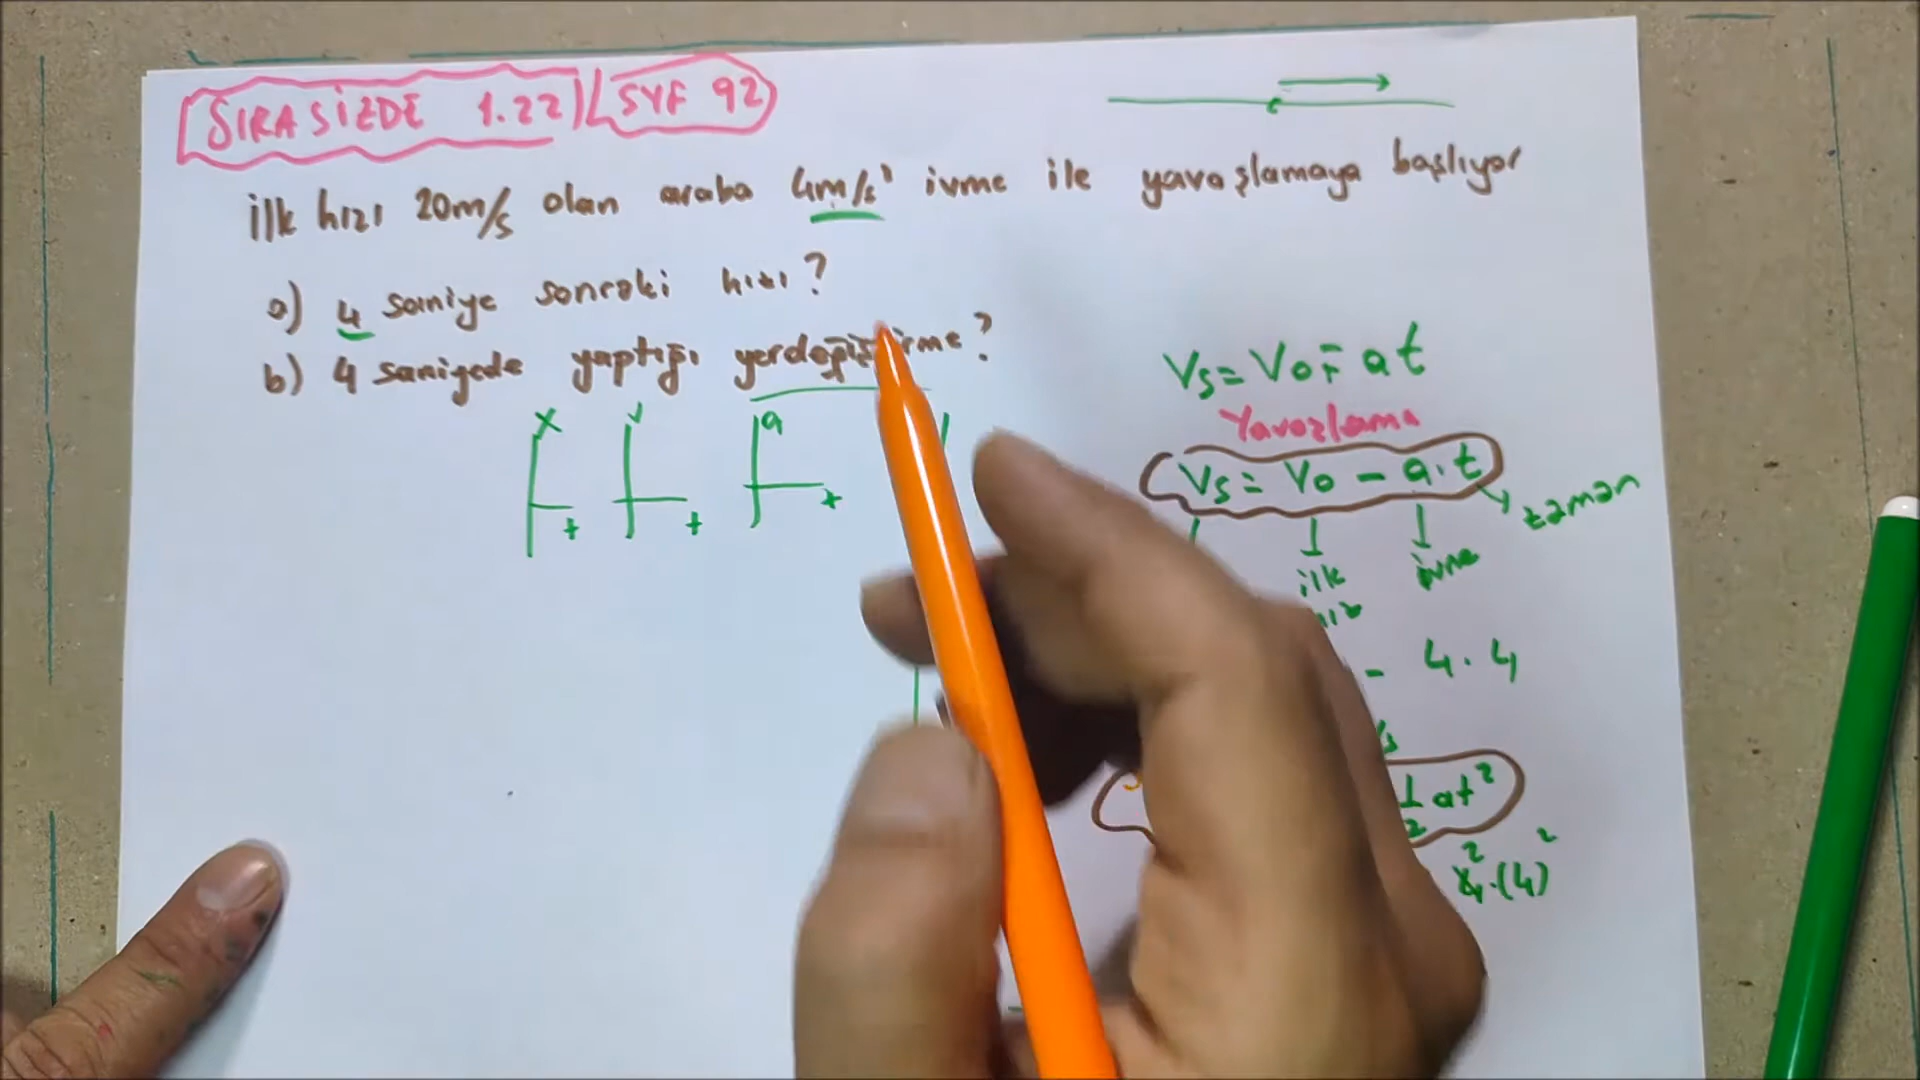 SIRA SİZDE 1.22 SYF 92
ilk hızı 20m/s olan araba 4m/s² ivme ile yavaşlamaya başlıyor
a) 4 saniye sonraki hızı?
b) 4 saniyede yaptığı yerdeğiştirme?
x v a
t t t
Vs = Vo ∓ at
Yavaşlama
Vs = Vo - a.t
zaman
ilk ivme
- 4.4
1/2 at²
4.(4)²